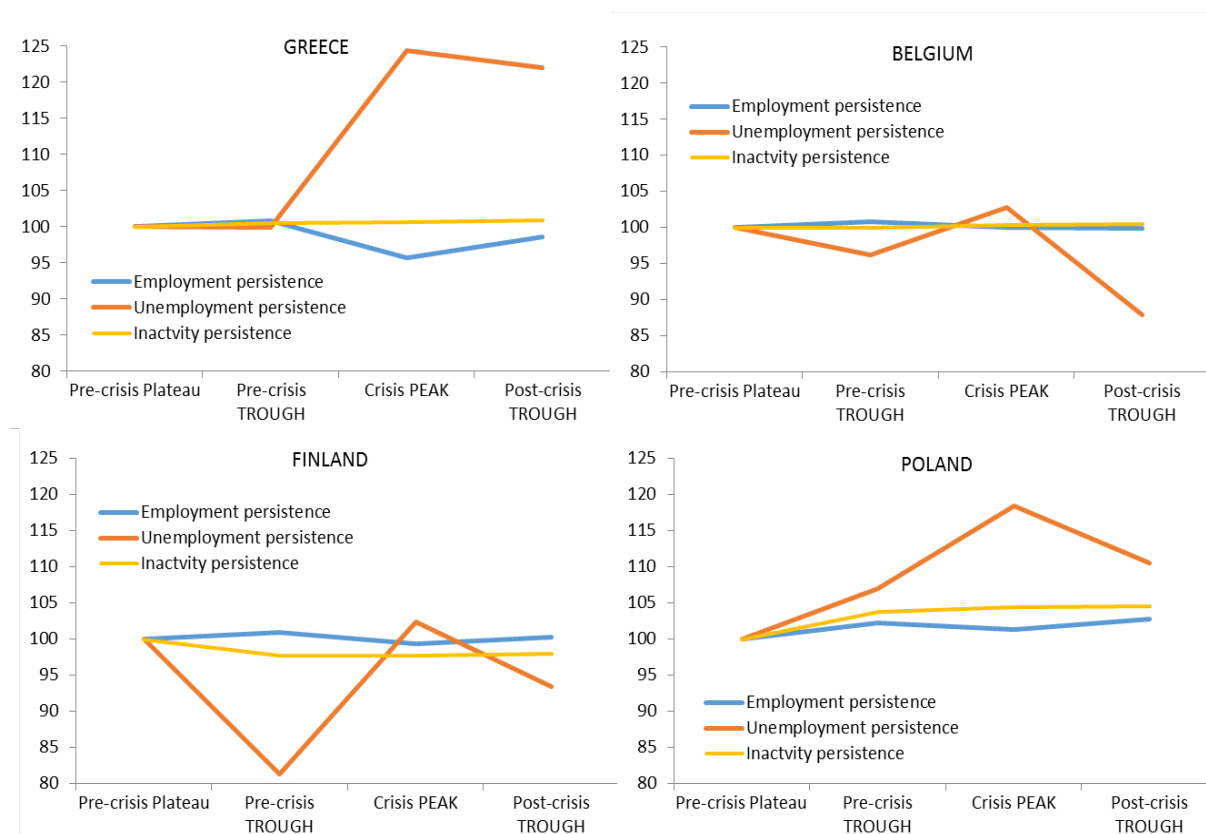 GREECE
125
120
115
110
105
100
95
90
85
80
Employment persistence
Unemployment persistence
Inactvity persistence
Pre-crisis Plateau
Pre-crisis
TROUGH
Crisis PEAK
Post-crisis
TROUGH
BELGIUM
125
120
115
110
105
100
95
90
85
80
Employment persistence
Unemployment persistence
Inactvity persistence
Pre-crisis Plateau
Pre-crisis
TROUGH
Crisis PEAK
Post-crisis
TROUGH
FINLAND
125
120
115
110
105
100
95
90
85
80
Employment persistence
Unemployment persistence
Inactvity persistence
Pre-crisis Plateau
Pre-crisis
TROUGH
Crisis PEAK
Post-crisis
TROUGH
POLAND
125
120
115
110
105
100
95
90
85
80
Employment persistence
Unemployment persistence
Inactvity persistence
Pre-crisis Plateau
Pre-crisis
TROUGH
Crisis PEAK
Post-crisis
TROUGH